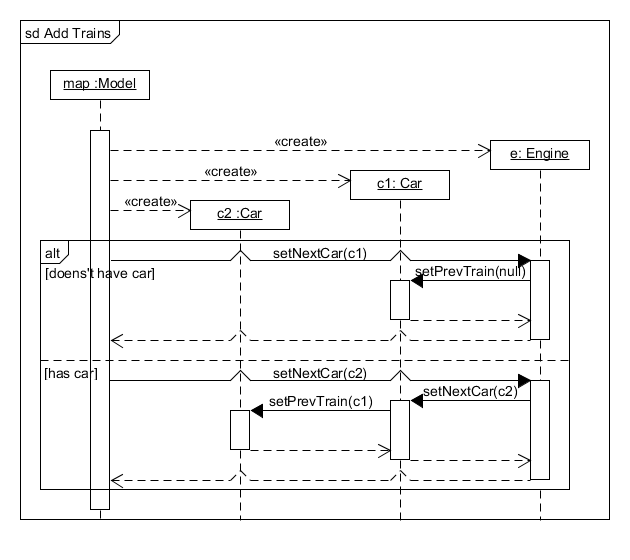 sd Add Trains
map :Model
«create»
e: Engine
«create»
c1: Car
«create»
c2 :Car
alt
setNextCar(c1)
[doens't have car]
setPrevTrain(null)
[has car]
setNextCar(c2)
setNextCar(c2)
setPrevTrain(c1)